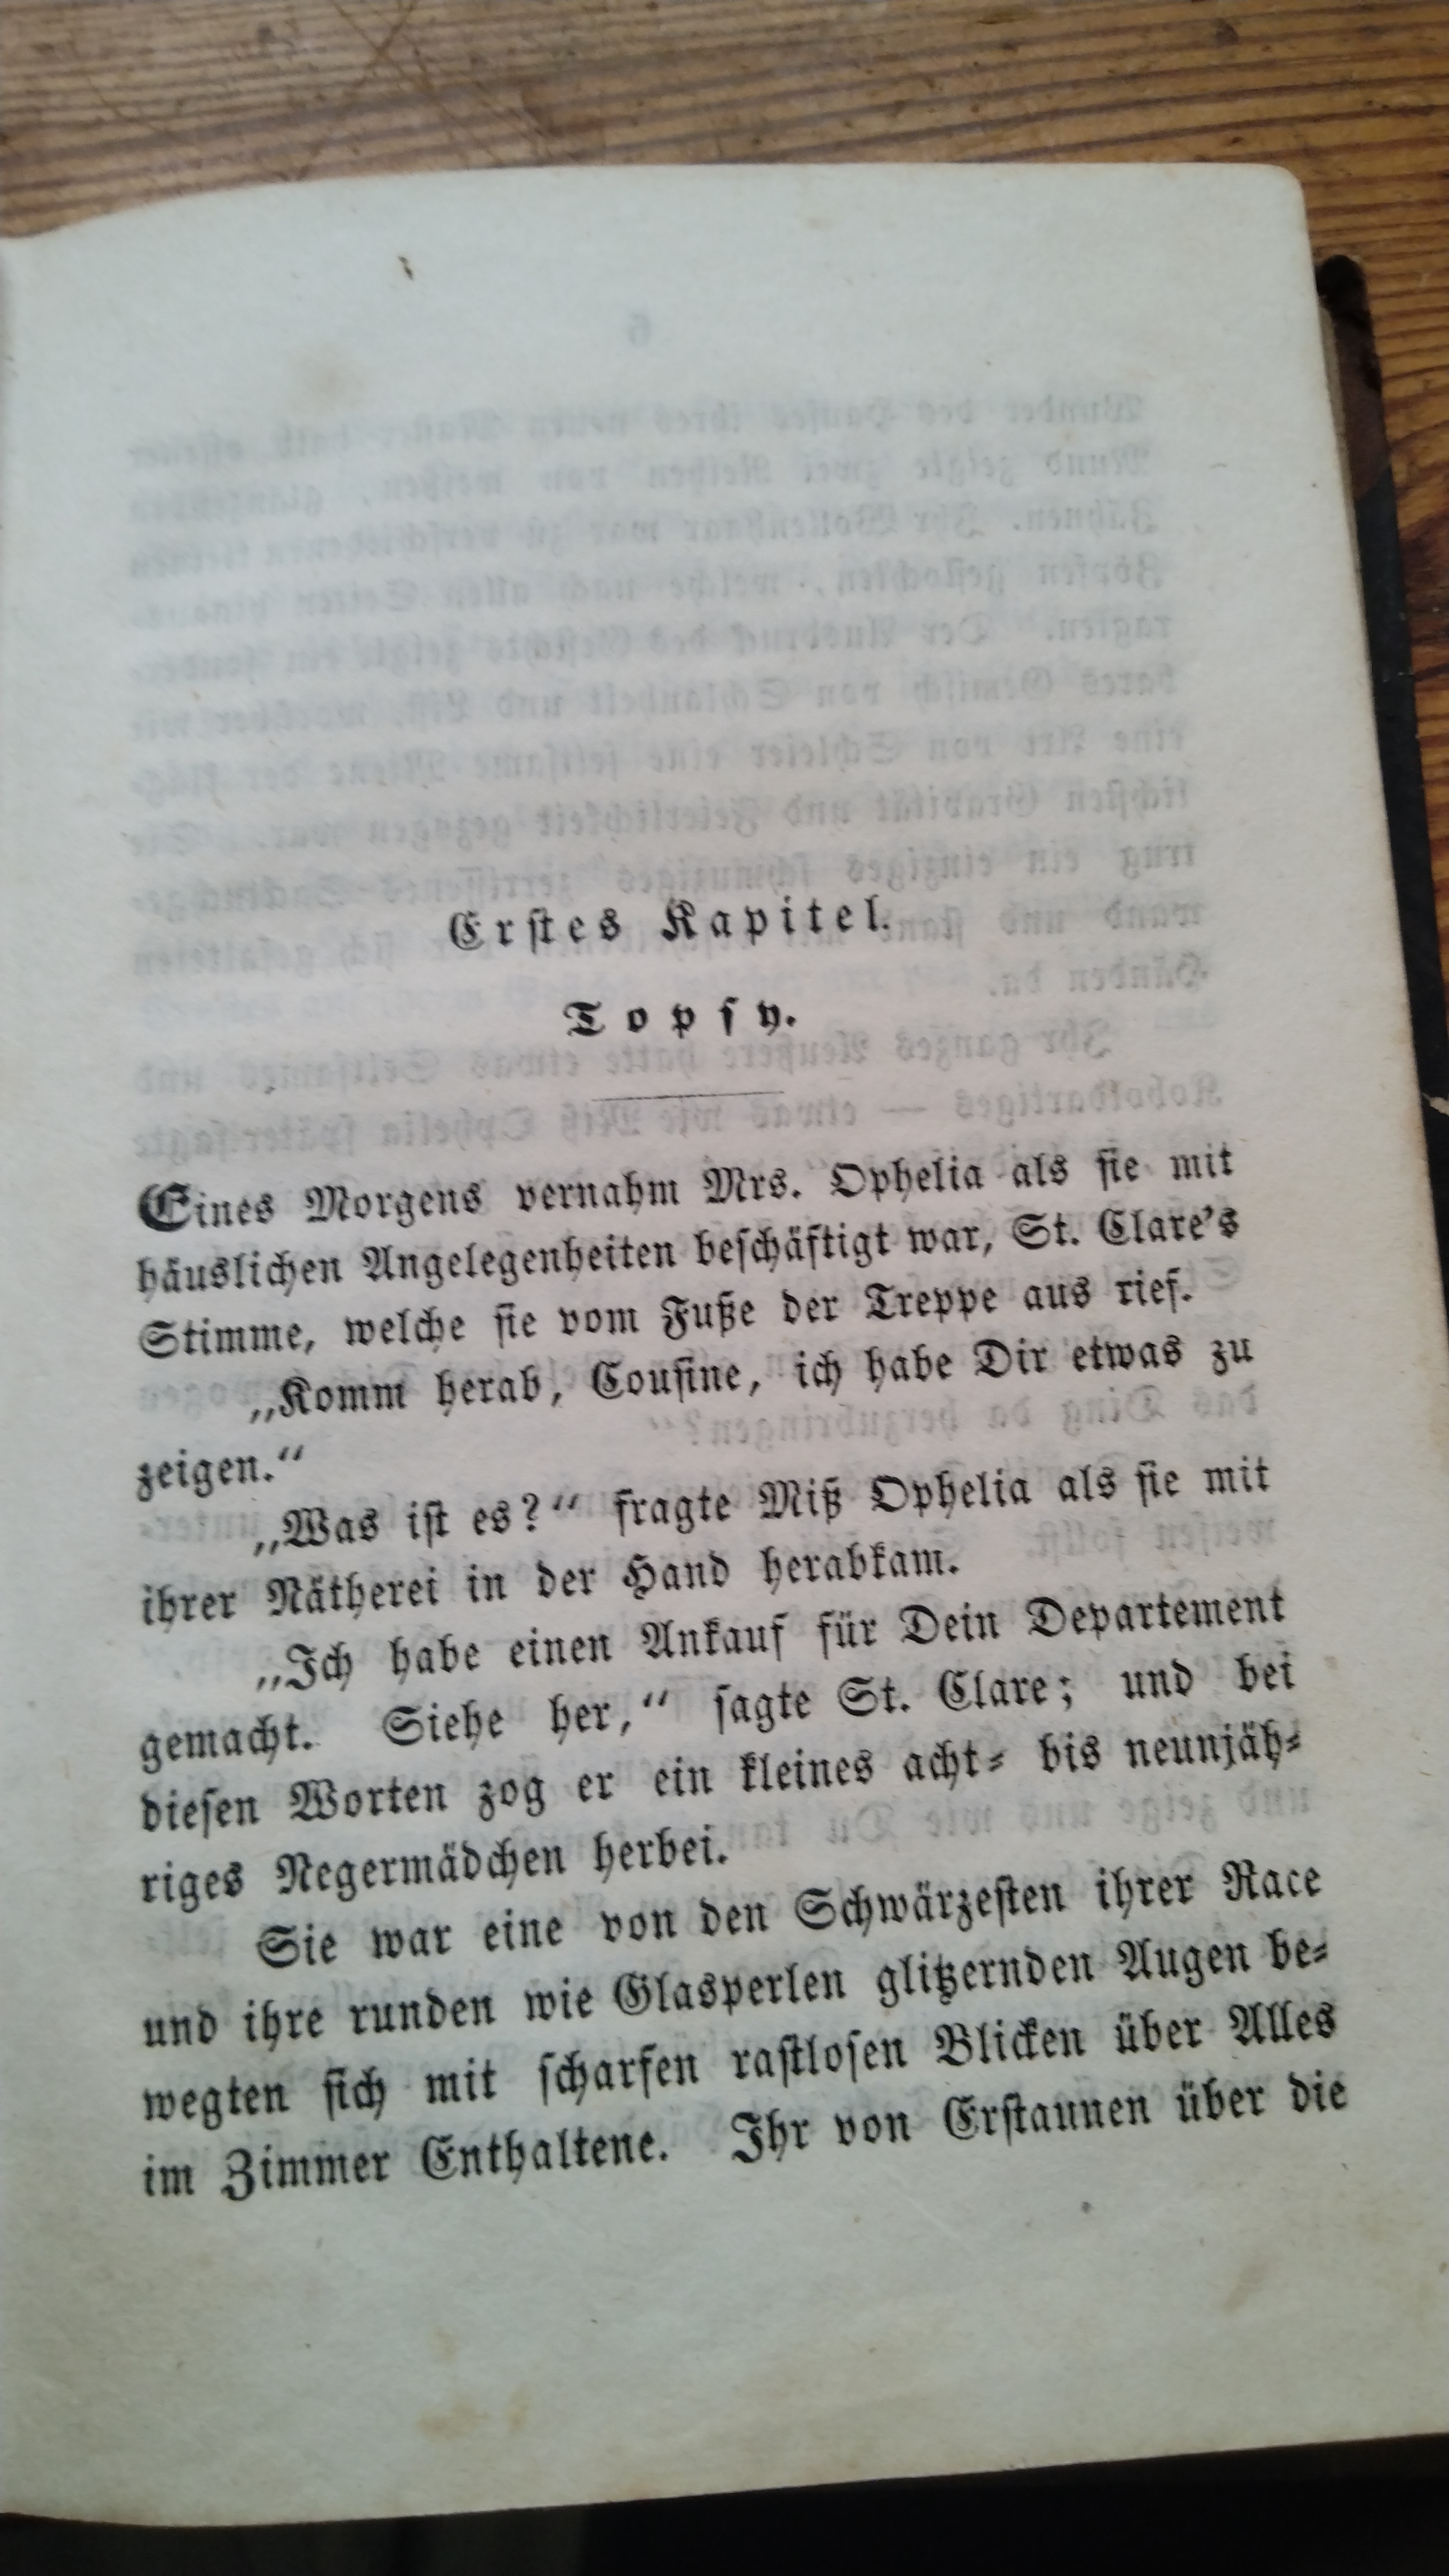 Erstes Kapitel.
Topsy.
Eines Morgens vernahm Mrs. Ophelia als sie mit
häuslichen Angelegenheiten beschäftigt war, St. Clare's
Stimme, welche sie vom Fuße der Treppe aus rief.
„Komm herab, Cousine, ich habe Dir etwas zu
zeigen.“
„Was ist es?“ fragte Miß Ophelia als sie mit
ihrer Nätherei in der Hand herabkam.
„Ich habe einen Ankauf für Dein Departement
gemacht. Siehe her,“ sagte St. Clare; und bei
diesen Worten zog er ein kleines acht- bis neunjäh-
riges Negermädchen herbei.
Sie war eine von den Schwärzesten ihrer Race
und ihre runden wie Glasperlen glitzernden Augen be-
wegten sich mit scharfen rastlosen Blicken über Alles
im Zimmer Enthaltene. Ihr von Erstaunen über die